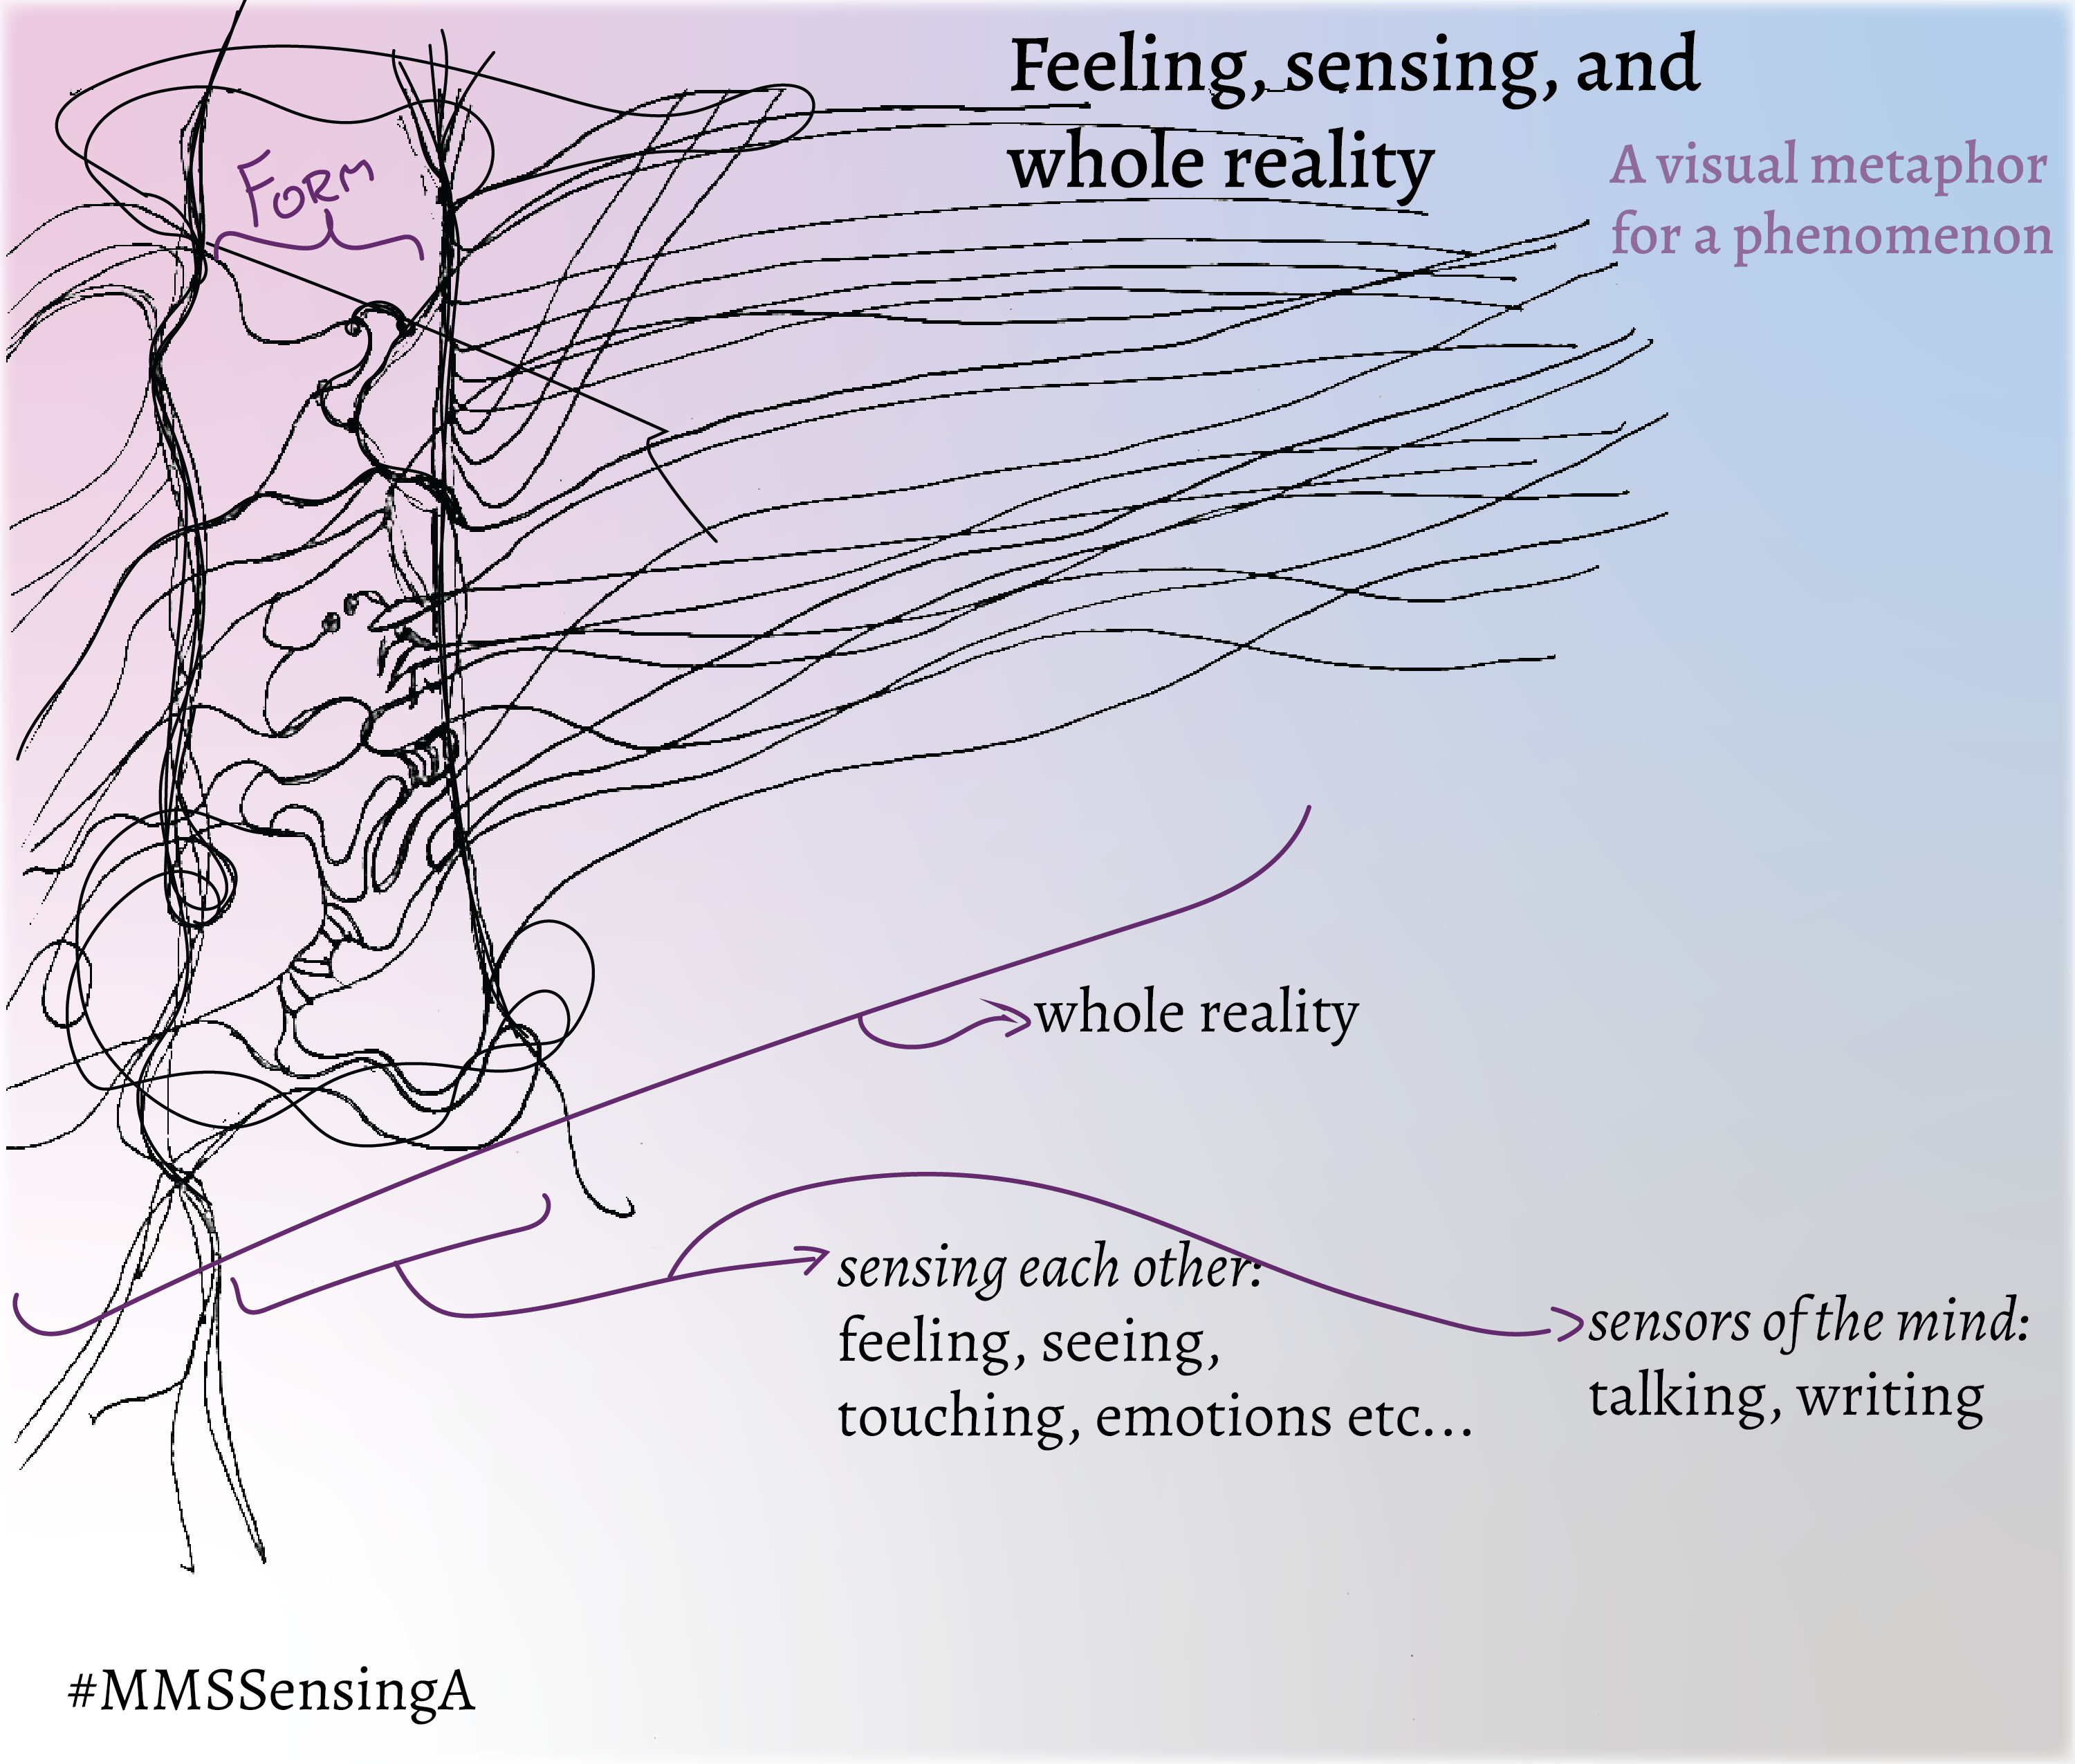 Feeling, sensing, and
whole reality
A visual metaphor
for a phenomenon
FORM
whole reality
sensing each other:
feeling, seeing,
touching, emotions etc...
sensors of the mind:
talking, writing
#MMSSensingA